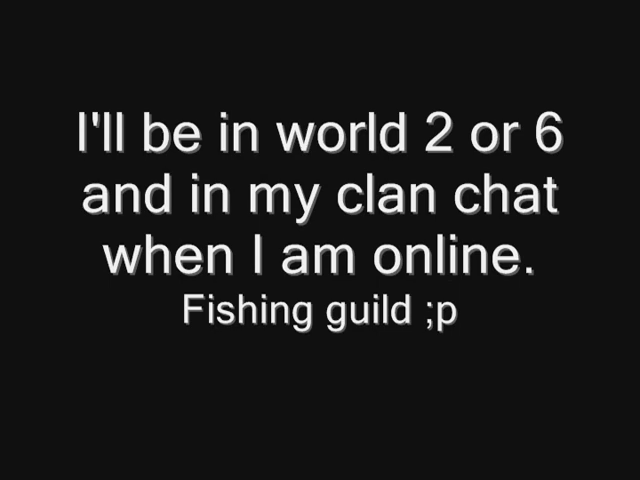 I'll be in world 2 or 6
and in my clan chat
when I am online.
Fishing guild ;p